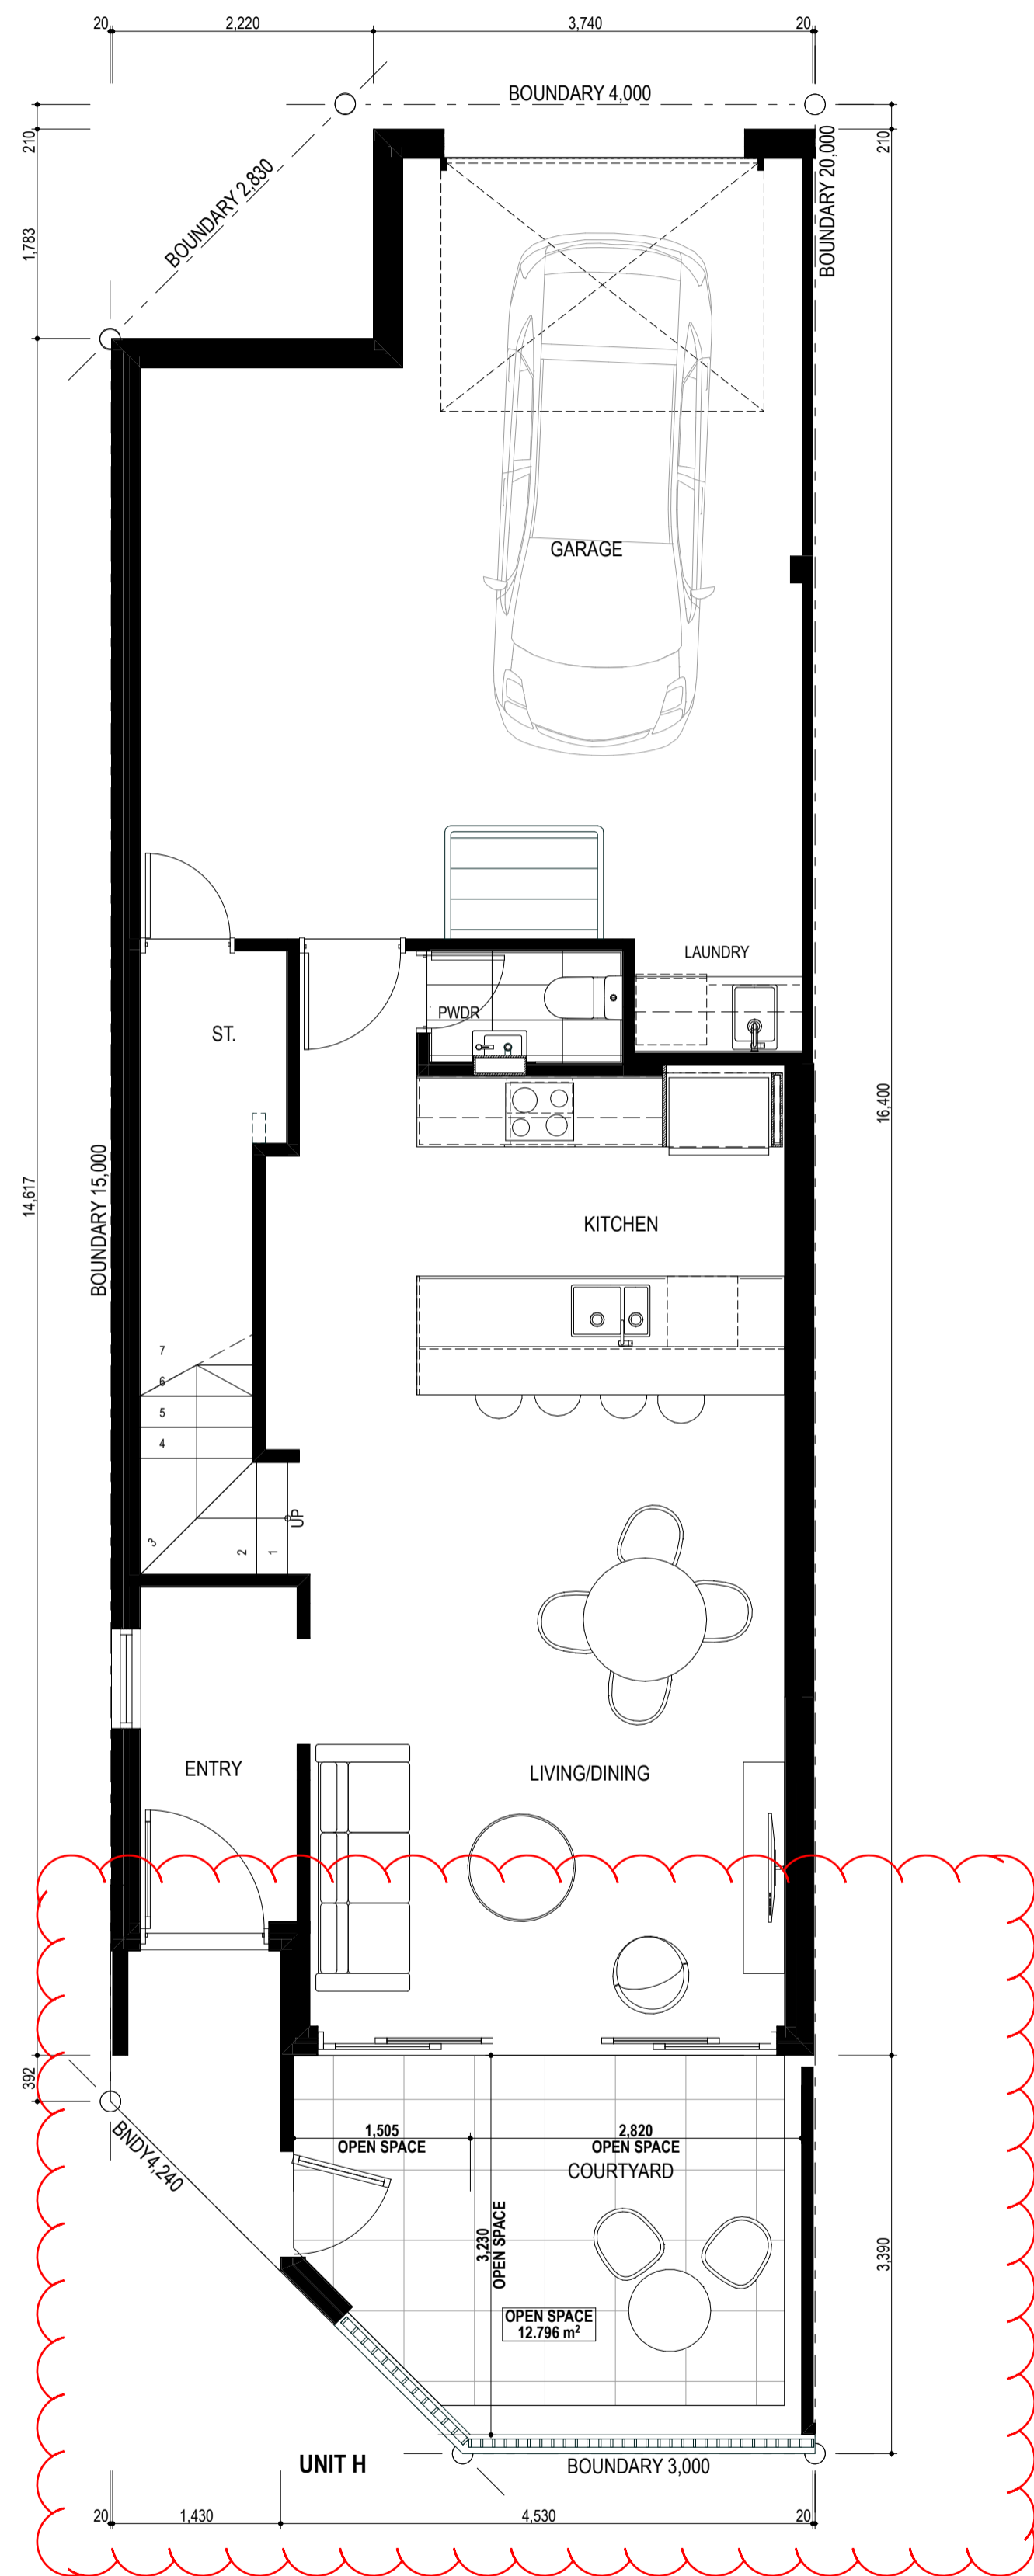 20
2,220
3,740
20
BOUNDARY 4,000
210
210
BOUNDARY 2,830
BOUNDARY 20,000
1,783
GARAGE
LAUNDRY
PWDR
ST.
16,400
BOUNDARY 15,000
14,617
KITCHEN
7
6
5
4
3
2
1
UP
ENTRY
LIVING/DINING
392
BNDY4,240
1,505
OPEN SPACE
2,820
OPEN SPACE
COURTYARD
3,230
OPEN SPACE
3,390
OPEN SPACE
12.796 m²
UNIT H
BOUNDARY 3,000
20
1,430
4,530
20